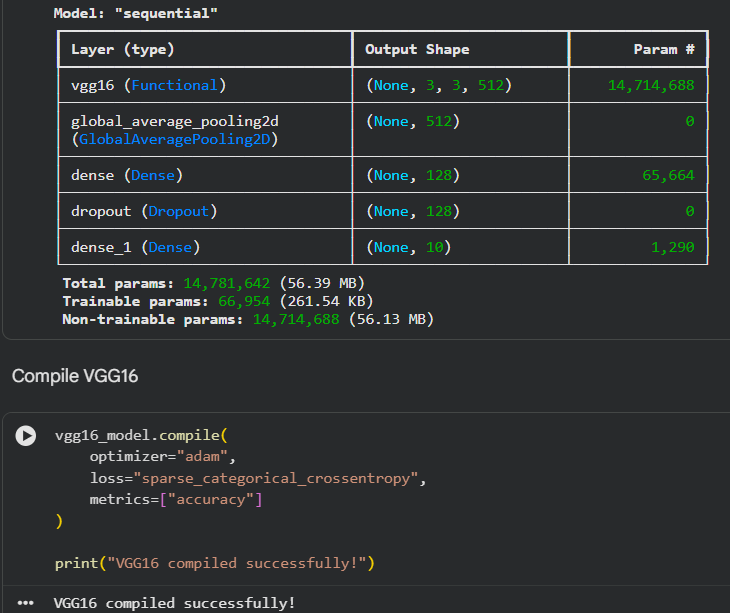 Model: "sequential"
Layer (type) Output Shape Param #
vgg16 (Functional) (None, 3, 3, 512) 14,714,688
global_average_pooling2d (None, 512) 0
(GlobalAveragePooling2D)
dense (Dense) (None, 128) 65,664
dropout (Dropout) (None, 128) 0
dense_1 (Dense) (None, 10) 1,290
Total params: 14,781,642 (56.39 MB)
Trainable params: 66,954 (261.54 KB)
Non-trainable params: 14,714,688 (56.13 MB)
Compile VGG16
vgg16_model.compile(
    optimizer="adam",
    loss="sparse_categorical_crossentropy",
    metrics=["accuracy"]
)
print("VGG16 compiled successfully!")
VGG16 compiled successfully!